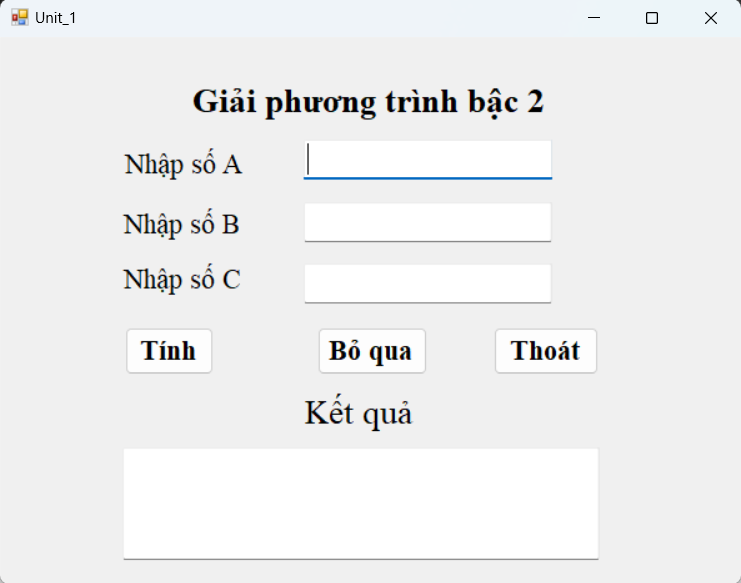 Unit_1
Giải phương trình bậc 2
Nhập số A
Nhập số B
Nhập số C
Tính Bỏ qua Thoát
Kết quả